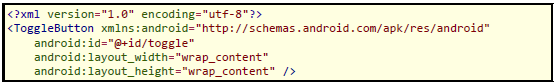 <?xml version="1.0" encoding="utf-8"?>
<ToggleButton xmlns:android="http://schemas.android.com/apk/res/android"
    android:id="@+id/toggle"
    android:layout_width="wrap_content"
    android:layout_height="wrap_content" />